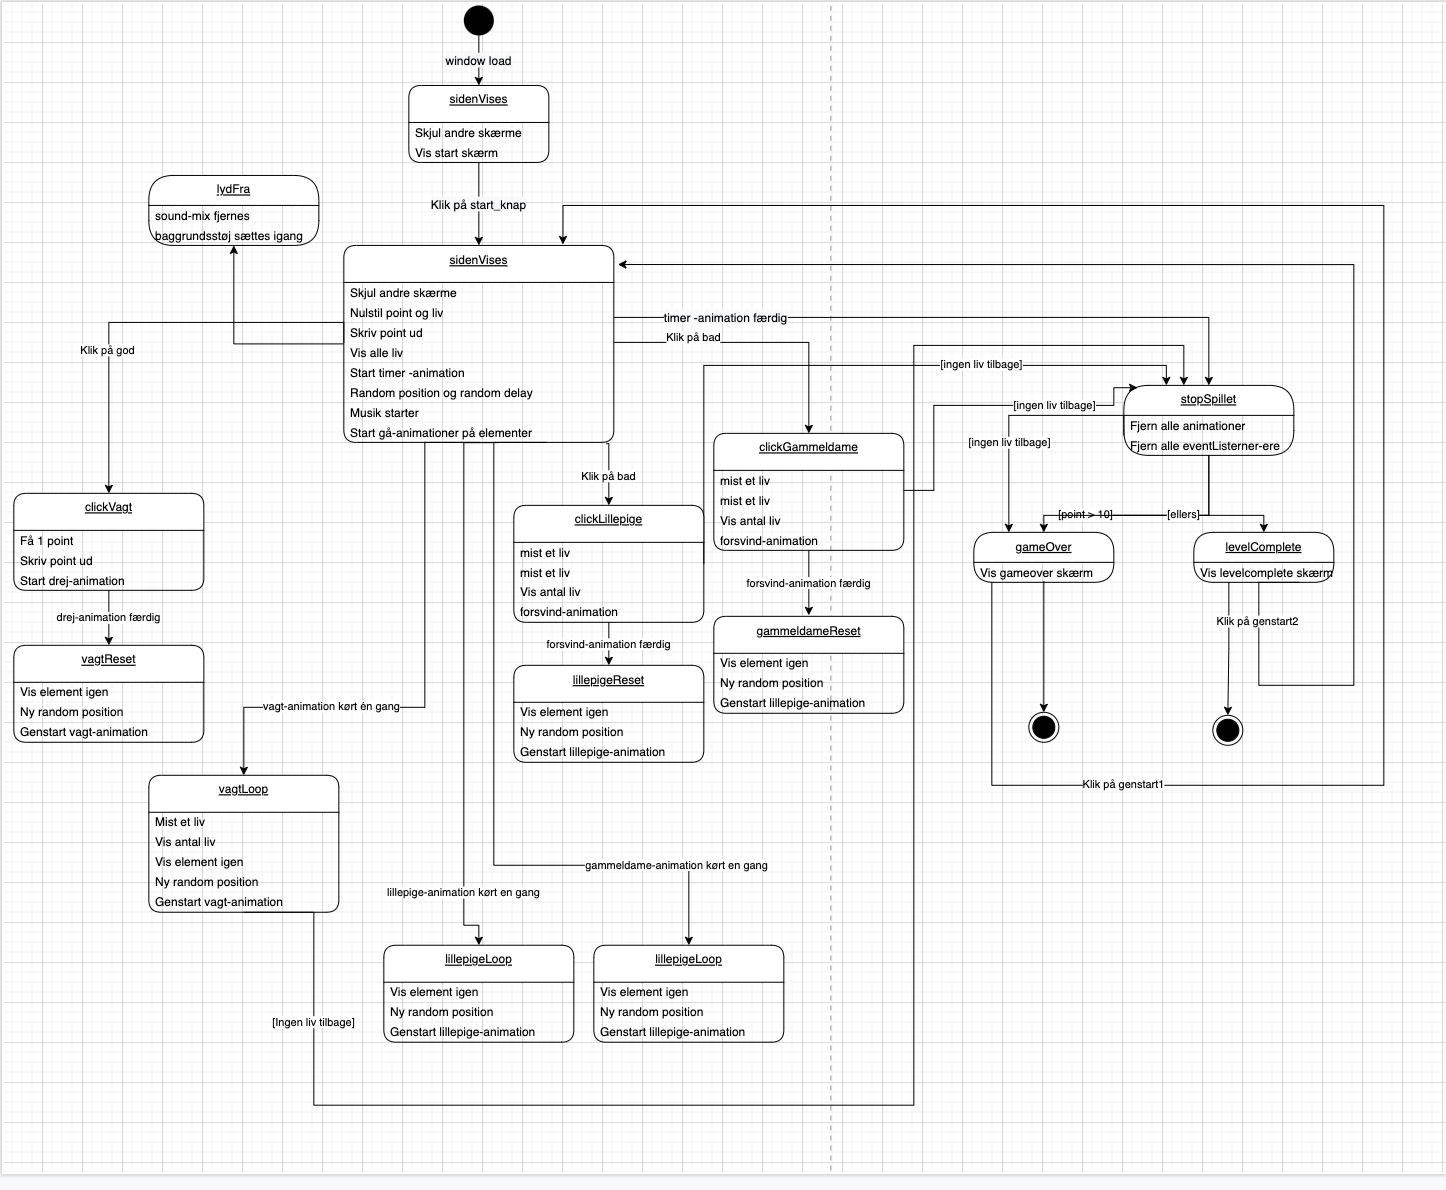 window load
sidenVises
Skjul andre skærme
Vis start skærm
Klik på start_knap
lydFra
sound-mix fjernes
baggrundsstøj sættes igang
sidenVises
Skjul andre skærme
Nulstil point og liv
Skriv point ud
Vis alle liv
Start timer -animation
Random position og random delay
Musik starter
Start gå-animationer på elementer
timer -animation færdig
Klik på bad
Klik på god
[ingen liv tilbage]
[ingen liv tilbage]
[ingen liv tilbage]
stopSpillet
Fjern alle animationer
Fjern alle eventListerner-ere
clickGammeldame
mist et liv
mist et liv
Vis antal liv
forsvind-animation
Klik på bad
clickLillepige
mist et liv
mist et liv
Vis antal liv
forsvind-animation
clickVagt
Få 1 point
Skriv point ud
Start drej-animation
[point > 10]
[ellers]
gameOver
Vis gameover skærm
levelComplete
Vis levelcomplete skærm
forsvind-animation færdig
drej-animation færdig
Klik på genstart2
gammeldameReset
Vis element igen
Ny random position
Genstart lillepige-animation
forsvind-animation færdig
lillepigeReset
Vis element igen
Ny random position
Genstart lillepige-animation
vagtReset
Vis element igen
Ny random position
Genstart vagt-animation
vagt-animation kørt én gang
Klik på genstart1
vagtLoop
Mist et liv
Vis antal liv
Vis element igen
Ny random position
Genstart vagt-animation
gammeldame-animation kørt en gang
lillepige-animation kørt en gang
lillepigeLoop
Vis element igen
Ny random position
Genstart lillepige-animation
lillepigeLoop
Vis element igen
Ny random position
Genstart lillepige-animation
[Ingen liv tilbage]